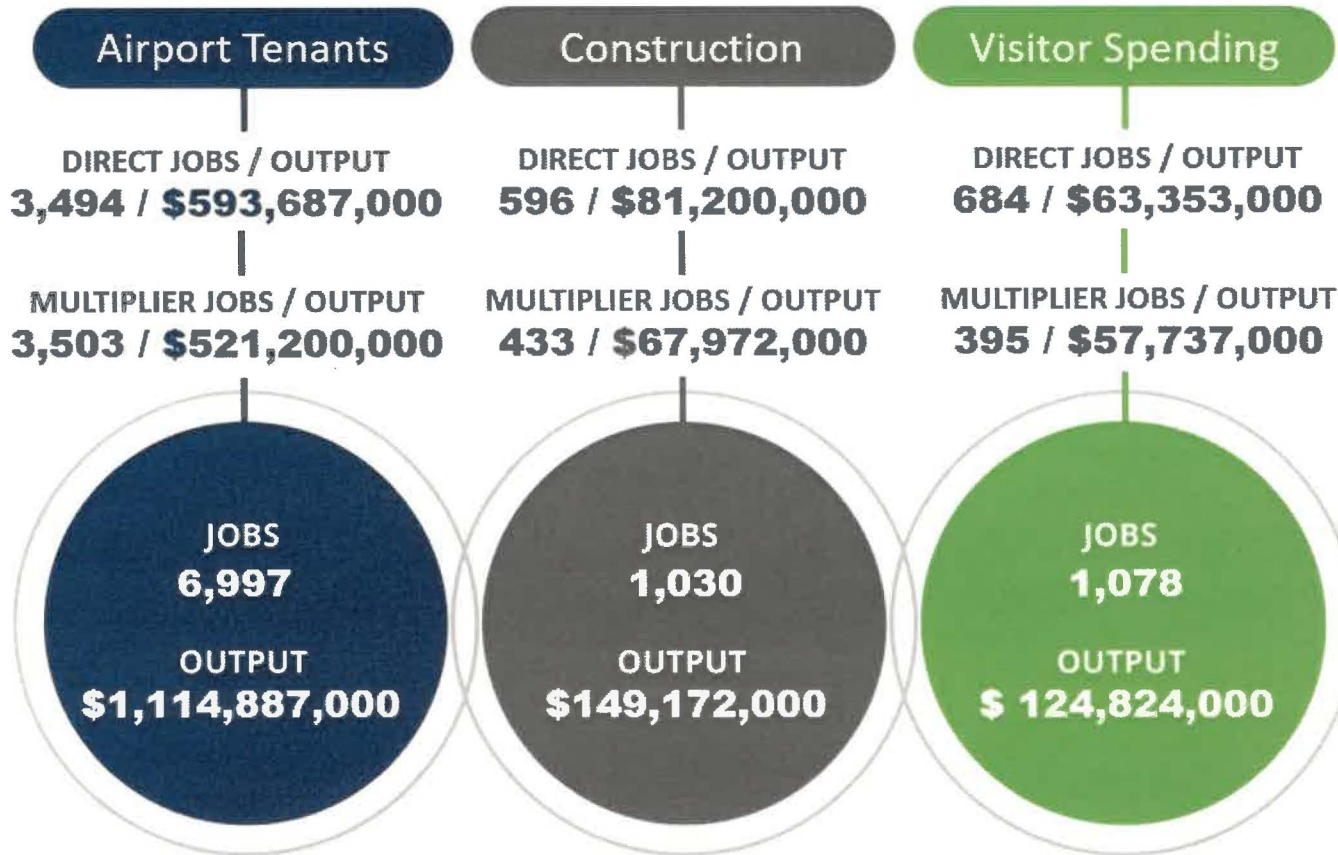 Airport Tenants
DIRECT JOBS / OUTPUT
3,494 / $593,687,000
MULTIPLIER JOBS / OUTPUT
3,503 / $521,200,000
JOBS
6,997
OUTPUT
$1,114,887,000
Construction
DIRECT JOBS / OUTPUT
596 / $81,200,000
MULTIPLIER JOBS / OUTPUT
433 / $67,972,000
JOBS
1,030
OUTPUT
$149,172,000
Visitor Spending
DIRECT JOBS / OUTPUT
684 / $63,353,000
MULTIPLIER JOBS / OUTPUT
395 / $57,737,000
JOBS
1,078
OUTPUT
$ 124,824,000